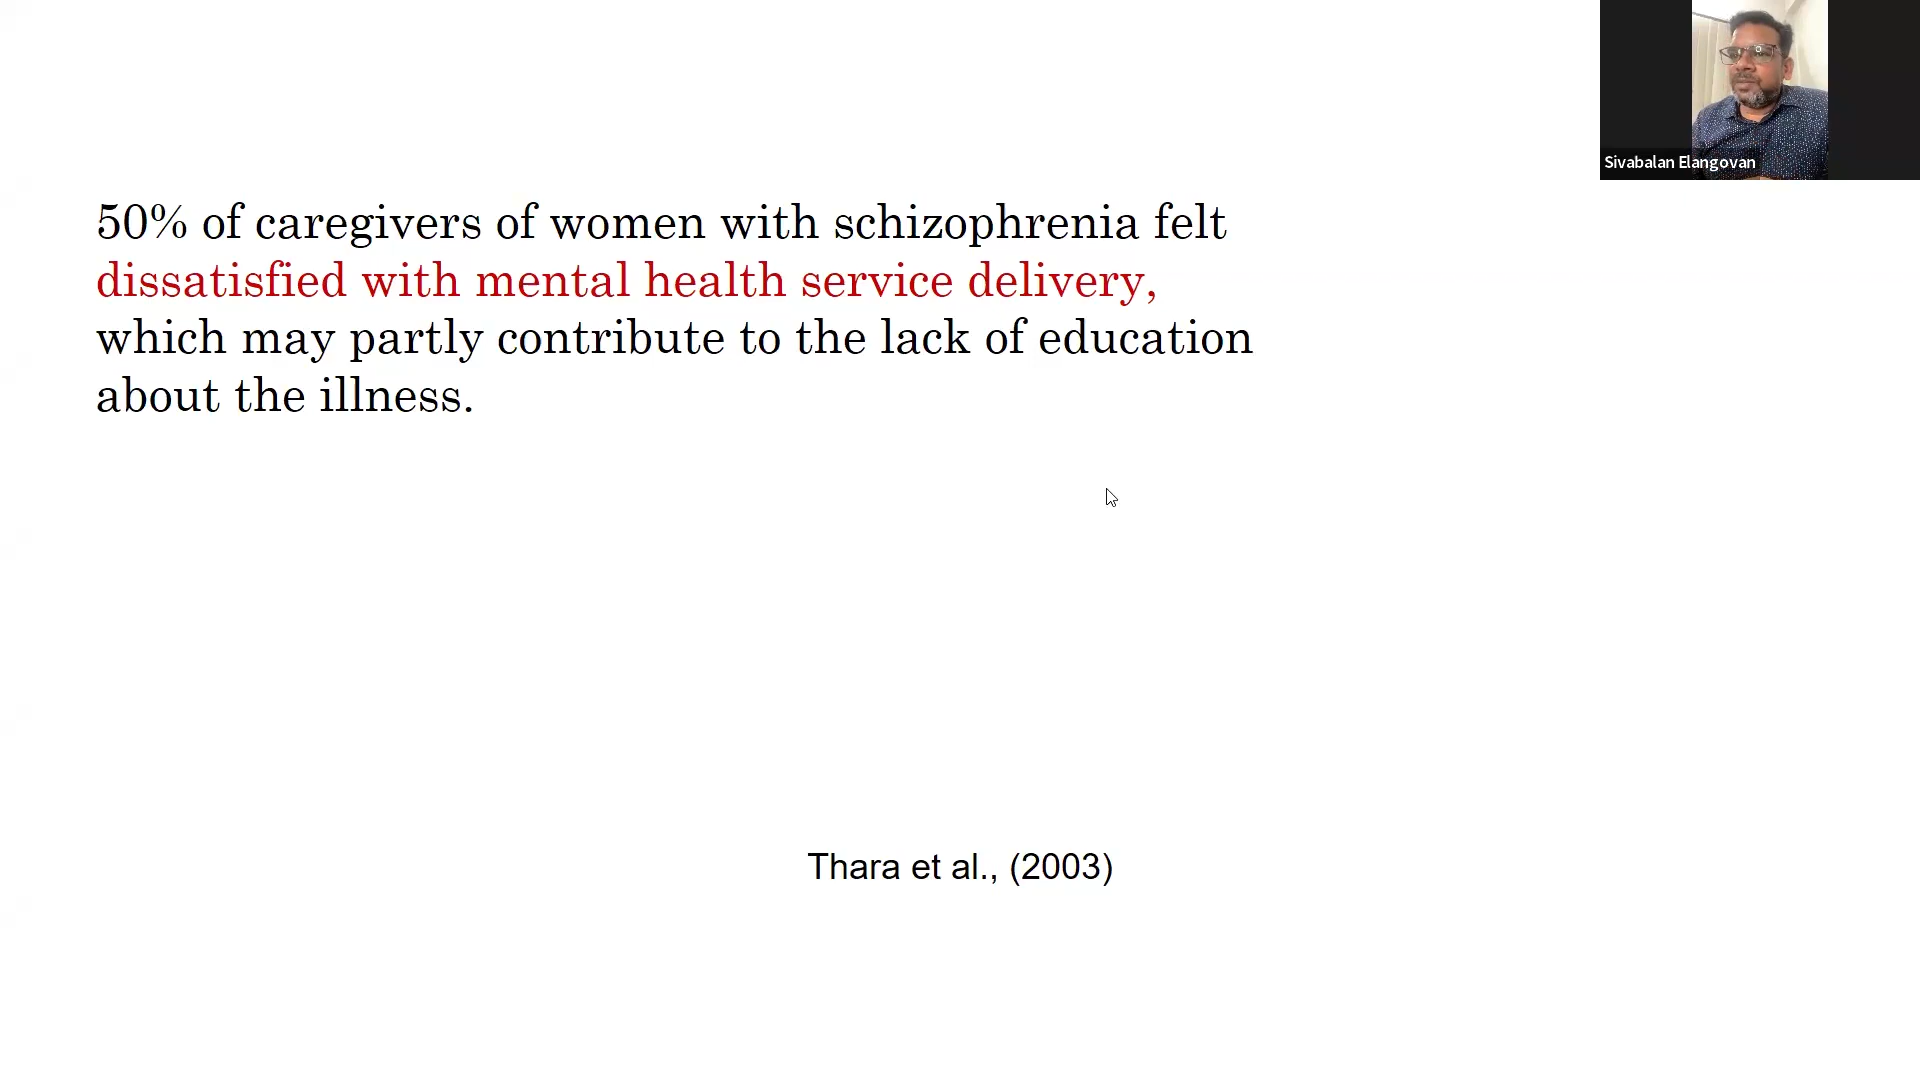 Sivabalan Elangovan
50% of caregivers of women with schizophrenia felt
dissatisfied with mental health service delivery,
which may partly contribute to the lack of education
about the illness.
Thara et al., (2003)